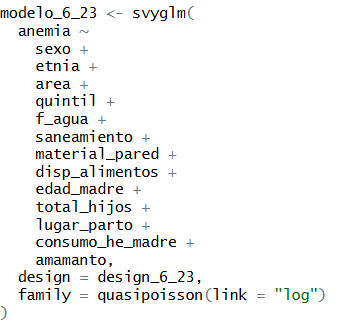 modelo_6_23 <- svyglm(
  anemia ~
    sexo +
    etnia +
    area +
    quintil +
    f_agua +
    saneamiento +
    material_pared +
    disp_alimentos +
    edad_madre +
    total_hijos +
    lugar_parto +
    consumo_he_madre +
    amamanto,
  design = design_6_23,
  family = quasipoisson(link = "log")
)